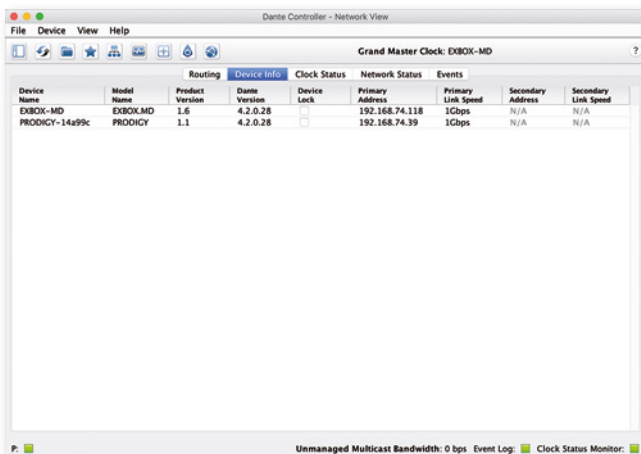 Dante Controller - Network View
File Device View Help
Grand Master Clock: EXBOX-MD
?
Routing Device Info Clock Status Network Status Events
Device Name Model Name Product Version Dante Version Device Lock Primary Address Primary Link Speed Secondary Address Secondary Link Speed
EXBOX-MD EXBOX.MD 1.6 4.2.0.28 192.168.74.118 1Gbps N/A N/A
PRODIGY-14a99c PRODIGY 1.1 4.2.0.28 192.168.74.39 1Gbps N/A N/A
P: Unmanaged Multicast Bandwidth: 0 bps Event Log: Clock Status Monitor: